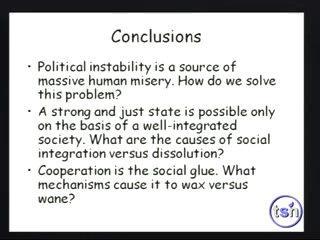 Conclusions
• Political instability is a source of
massive human misery. How do we solve
this problem?
• A strong and just state is possible only
on the basis of a well-integrated
society. What are the causes of social
integration versus dissolution?
• Cooperation is the social glue. What
mechanisms cause it to wax versus
wane?
tsn